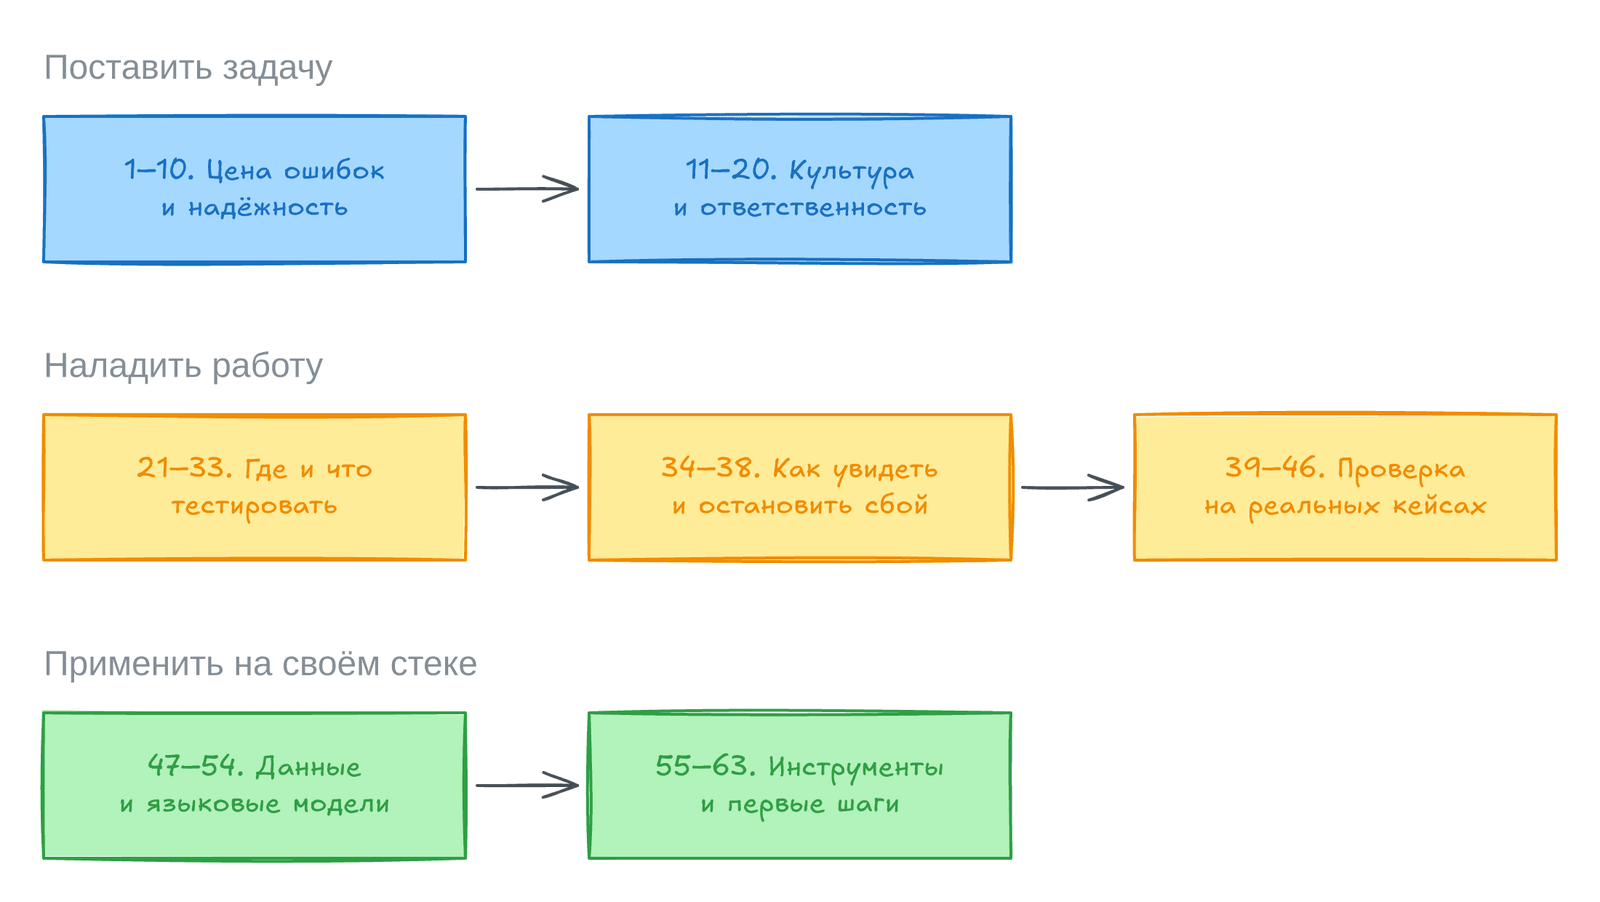 Поставить задачу
1—10. Цена ошибок
и надёжность
11—20. Культура
и ответственность
Наладить работу
21—33. Где и что
тестировать
34—38. Как увидеть
и остановить сбой
39—46. Проверка
на реальных кейсах
Применить на своём стеке
47—54. Данные
и языковые модели
55—63. Инструменты
и первые шаги